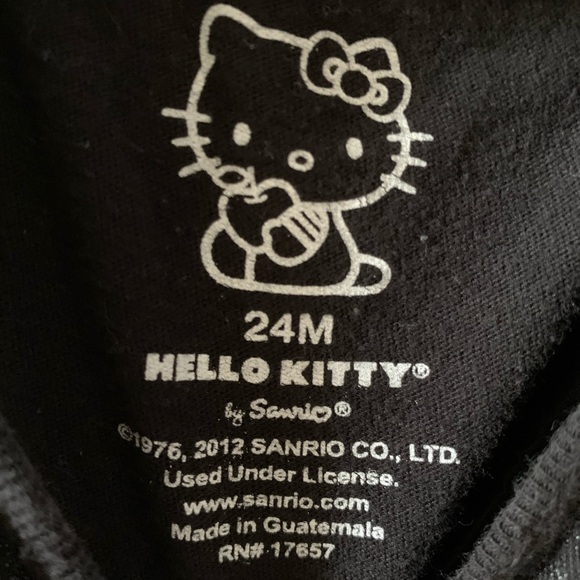 24M
HELLO KITTY®
by Sanrio®
©1976, 2012 SANRIO CO., LTD.
Used Under License.
www.sanrio.com
Made in Guatemala
RN# 17657